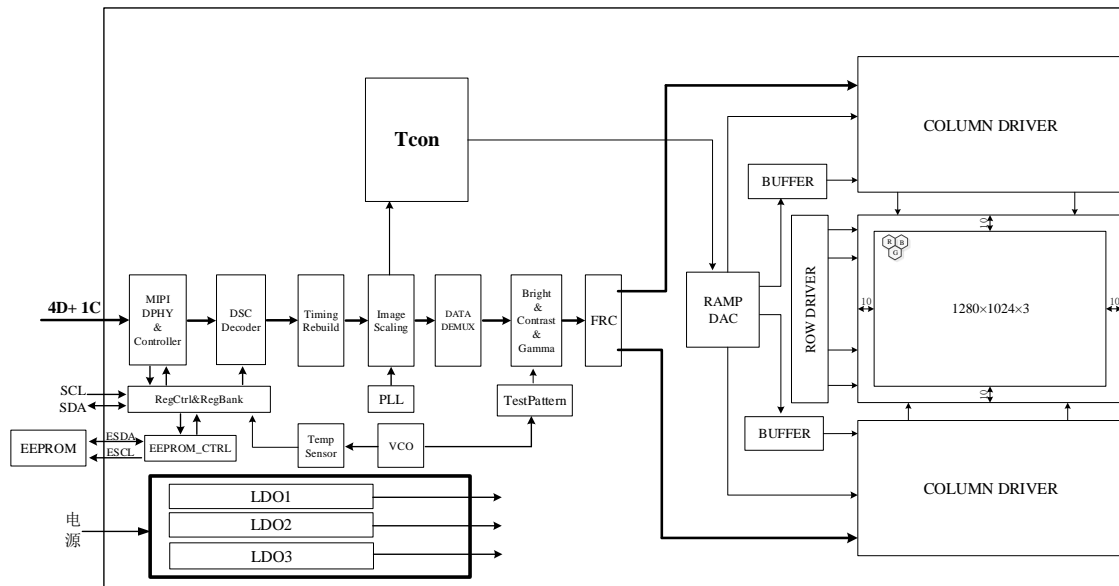 COLUMN DRIVER
Tcon
BUFFER
10
R
B
G
4D+ 1C
MIPI
DPHY
&
Controller
DSC
Decoder
Timing
Rebuild
Image
Scaling
DATA
DEMUX
Bright
&
Contrast
&
Gamma
FRC
RAMP
DAC
ROW DRIVER
10
1280×1024×3
10
10
SCL
SDA
RegCtrl&RegBank
PLL
TestPattern
EEPROM
ESDA
ESCL
EEPROM_CTRL
Temp
Sensor
VCO
BUFFER
COLUMN DRIVER
电
源
LDO1
LDO2
LDO3